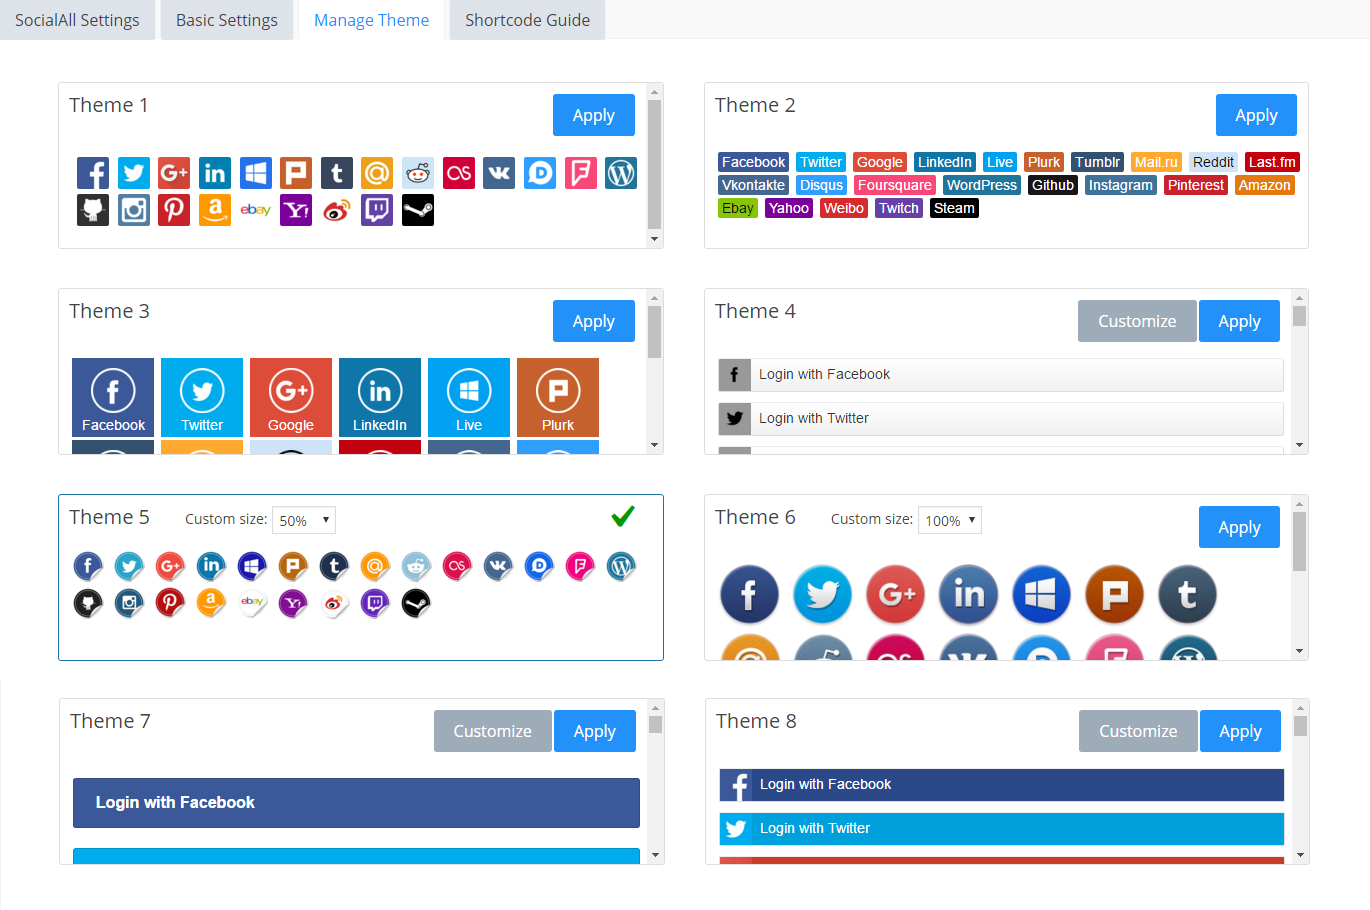 SocialAll Settings Basic Settings Manage Theme Shortcode Guide
Theme 1 Apply
ebay
Theme 2 Apply
Facebook Twitter Google LinkedIn Live Plurk Tumblr Mail.ru Reddit Last.fm
Vkontakte Disqus Foursquare WordPress Github Instagram Pinterest Amazon
Ebay Yahoo Weibo Twitch Steam
Theme 3 Apply
Facebook Twitter Google LinkedIn Live Plurk
Theme 4 Customize Apply
Login with Facebook
Login with Twitter
Theme 5 Custom size: 50%
ebay
Theme 6 Custom size: 100% Apply
Theme 7 Customize Apply
Login with Facebook
Theme 8 Customize Apply
Login with Facebook
Login with Twitter